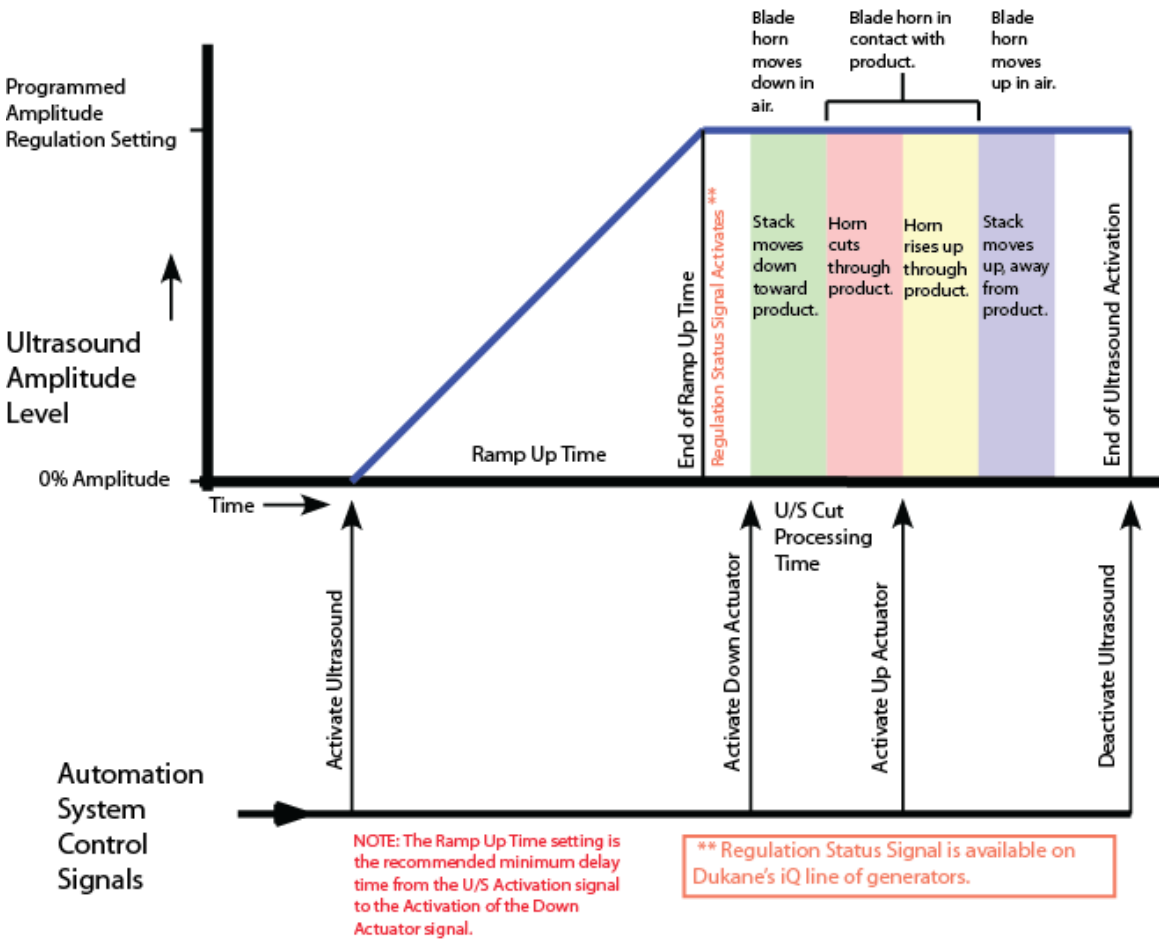 Blade
horn
moves
down in
air.
Blade horn in
contact with
product.
Blade
horn
moves
up in air.
Programmed
Amplitude
Regulation Setting
Ultrasound
Amplitude
Level
0% Amplitude
Time
Ramp Up Time
End of Ramp Up Time
Regulation Status Signal Activates **
Stack
moves
down
toward
product.
Horn
cuts
through
product.
Horn
rises up
through
product.
Stack
moves
up, away
from
product.
End of Ultrasound Activation
U/S Cut
Processing
Time
Activate Ultrasound
Activate Down Actuator
Activate Up Actuator
Deactivate Ultrasound
Automation
System
Control
Signals
NOTE: The Ramp Up Time setting is
the recommended minimum delay
time from the U/S Activation signal
to the Activation of the Down
Actuator signal.
** Regulation Status Signal is available on
Dukane's iQ line of generators.